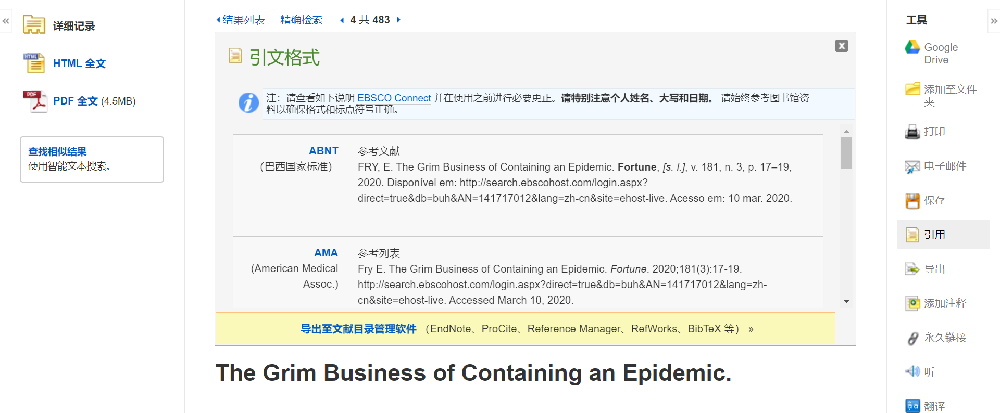 «
详细记录
HTML
HTML 全文
PDF
PDF 全文 (4.5MB)
查找相似结果
使用智能文本搜索。
结果列表 精确检索 4 共 483
引文格式
x
i
注：请查看如下说明 EBSCO Connect 并在使用之前进行必要更正。请特别注意个人姓名、大写和日期。 请始终参考图书馆资
料以确保格式和标点符号正确。
ABNT
（巴西国家标准）
参考文献
FRY, E. The Grim Business of Containing an Epidemic. Fortune, [s. l.], v. 181, n. 3, p. 17–19,
2020. Disponível em: http://search.ebscohost.com/login.aspx?
direct=true&db=buh&AN=141717012&lang=zh-cn&site=ehost-live. Acesso em: 10 mar. 2020.
AMA
(American Medical
Assoc.)
参考列表
Fry E. The Grim Business of Containing an Epidemic. Fortune. 2020;181(3):17-19.
http://search.ebscohost.com/login.aspx?direct=true&db=buh&AN=141717012&lang=zh-
cn&site=ehost-live. Accessed March 10, 2020.
导出至文献目录管理软件 （EndNote、ProCite、Reference Manager、RefWorks、BibTeX 等） »
The Grim Business of Containing an Epidemic.
工具
»
Google
Drive
添加至文件
夹
打印
电子邮件
保存
引用
导出
添加注释
永久链接
听
翻译